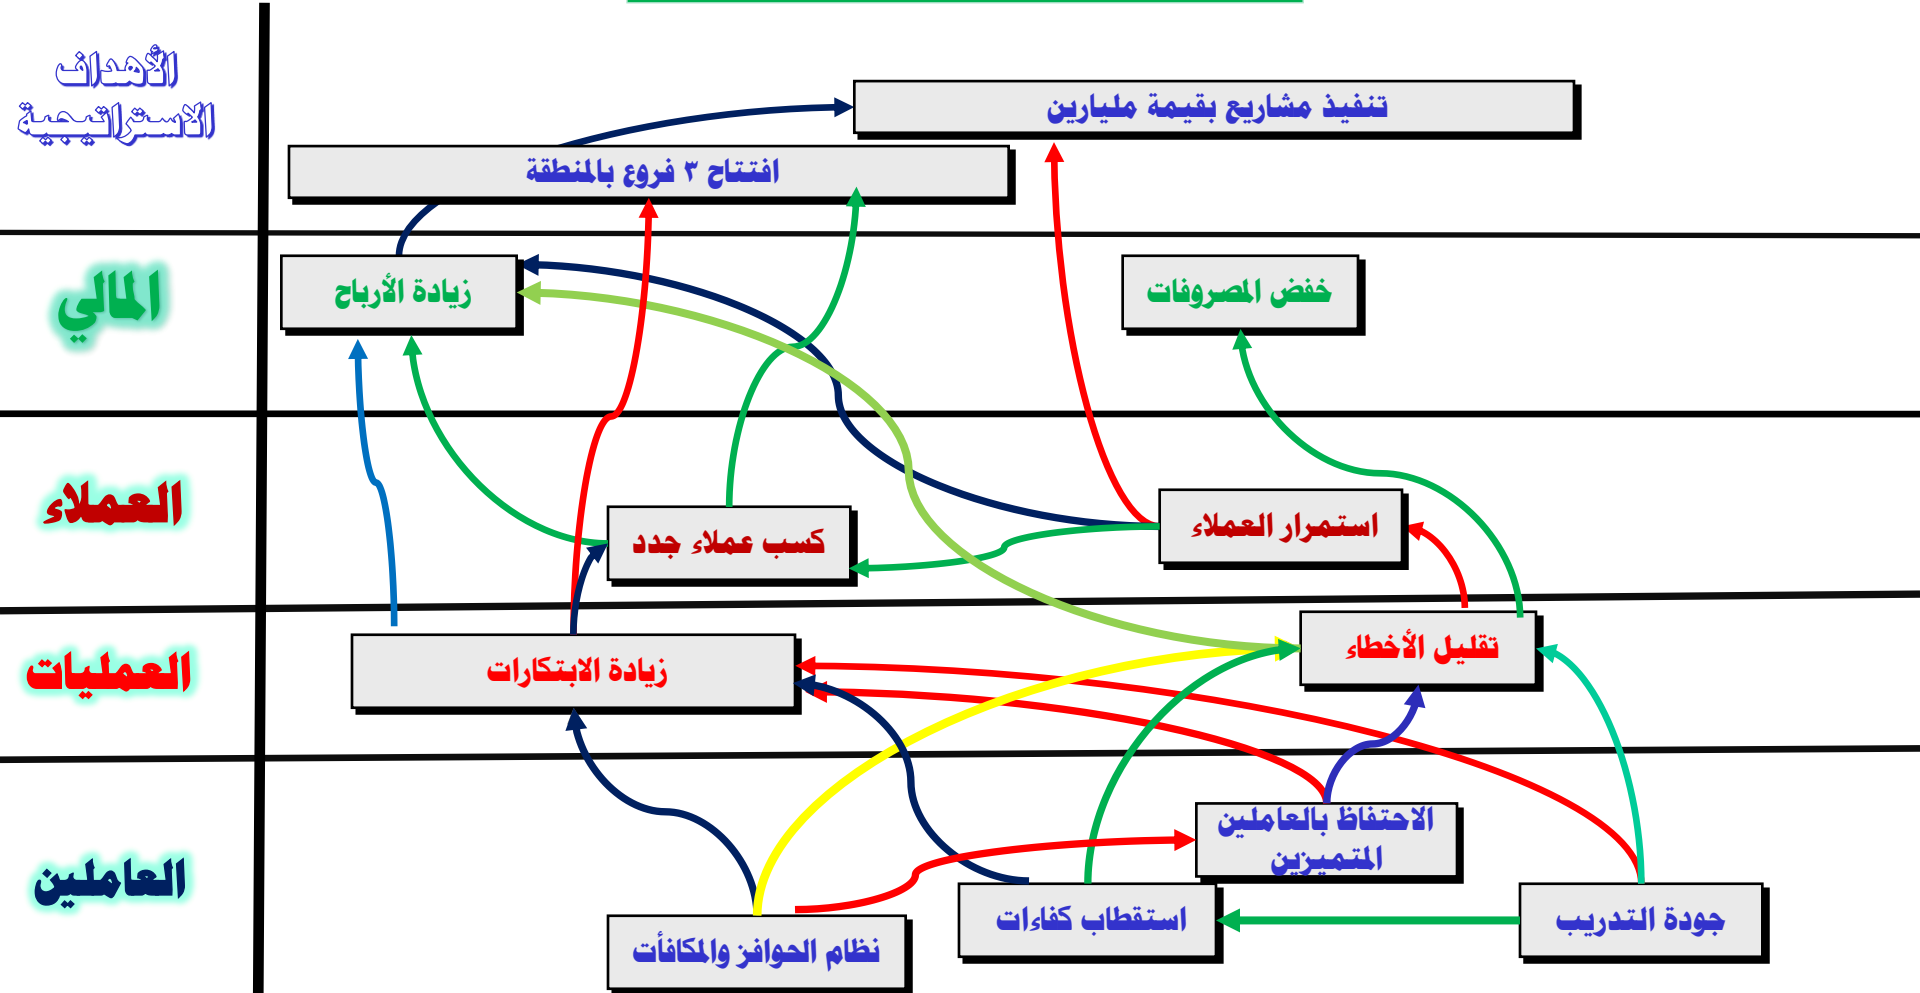 الأهداف
الاستراتيجية
تنفيذ مشاريع بقيمة مليارين
افتتاح ٣ فروع بالمنطقة
المالي
زيادة الأرباح
خفض المصروفات
العملاء
استمرار العملاء
كسب عملاء جدد
العمليات
تقليل الأخطاء
زيادة الابتكارات
العاملين
الاحتفاظ بالعاملين
المتميزين
جودة التدريب
استقطاب كفاءات
نظام الحوافز والمكافأت